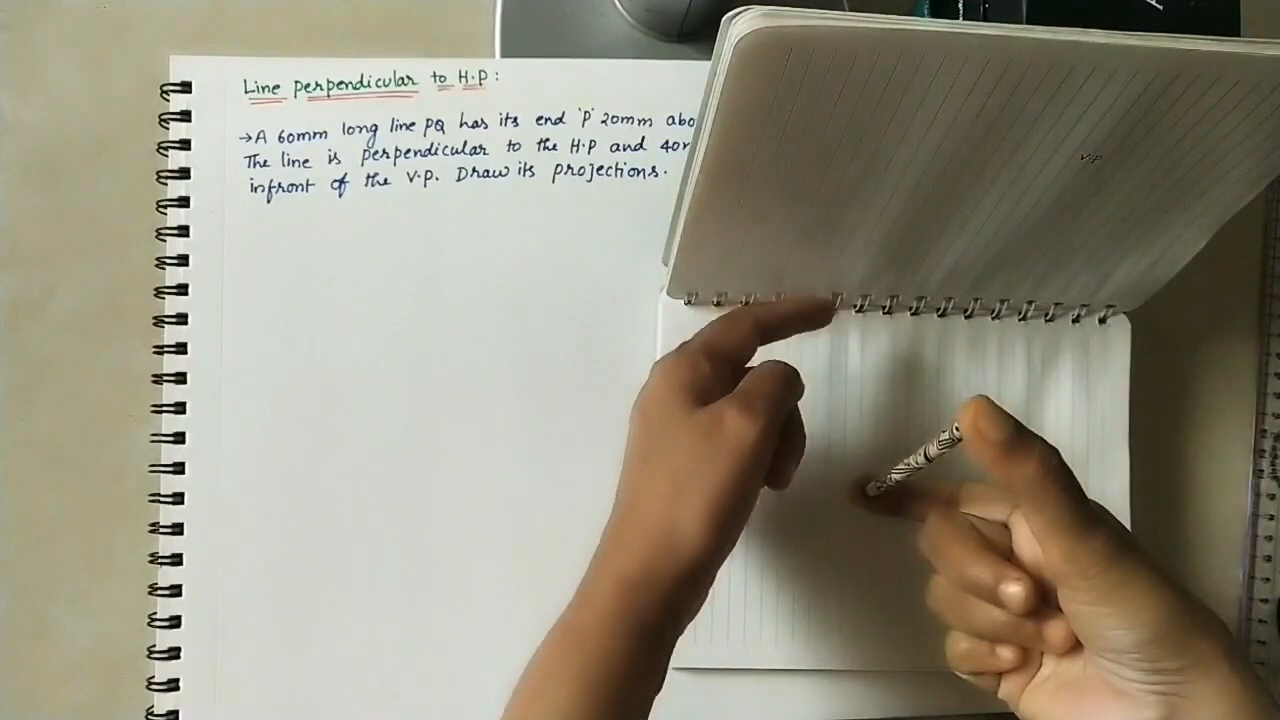 Line perpendicular to H.P:
→A 60mm long line PQ has its end 'P' 20mm abo
The line is perpendicular to the H.P and 40
infront of the V.P. Draw its projections.
V.P